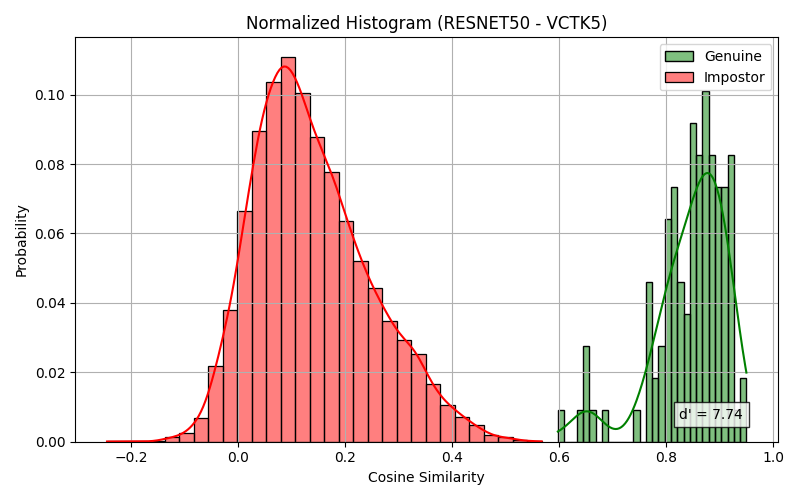 Normalized Histogram (RESNET50 - VCTK5)
Genuine
Impostor
Probability
0.10
0.08
0.06
0.04
0.02
0.00
d' = 7.74
−0.2
0.0
0.2
0.4
0.6
0.8
1.0
Cosine Similarity